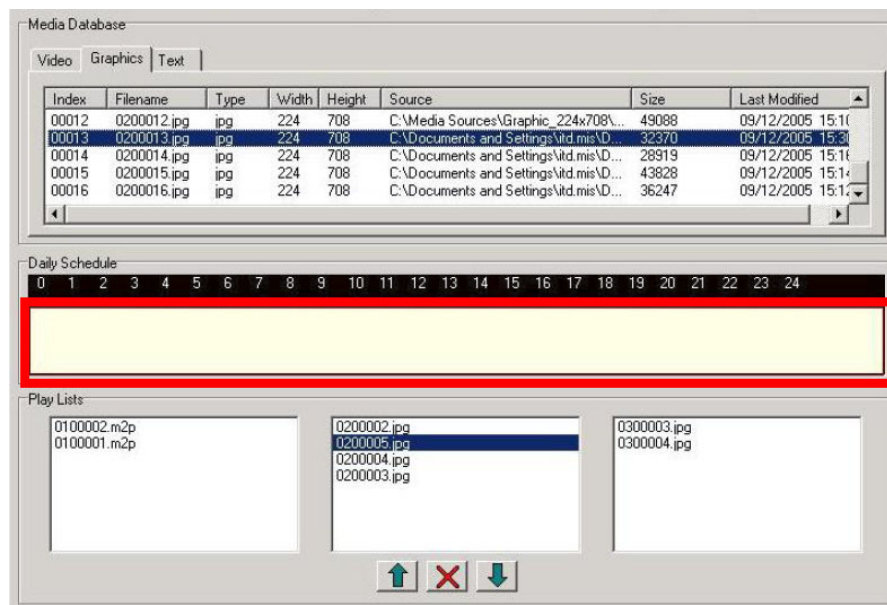 Media Database
Video Graphics Text
Index Filename Type Width Height Source Size Last Modified
00012 0200012.jpg jpg 224 708 C:\Media Sources\Graphic_224x708\... 49088 09/12/2005 15:10
00013 0200013.jpg jpg 224 708 C:\Documents and Settings\itd.mis\D... 32370 09/12/2005 15:30
00014 0200014.jpg jpg 224 708 C:\Documents and Settings\itd.mis\D... 28919 09/12/2005 15:16
00015 0200015.jpg jpg 224 708 C:\Documents and Settings\itd.mis\D... 43828 09/12/2005 15:14
00016 0200016.jpg jpg 224 708 C:\Documents and Settings\itd.mis\D... 36247 09/12/2005 15:12
Daily Schedule
0 1 2 3 4 5 6 7 8 9 10 11 12 13 14 15 16 17 18 19 20 21 22 23 24
Play Lists
0100002.m2p
0100001.m2p
0200002.jpg
0200005.jpg
0200004.jpg
0200003.jpg
0300003.jpg
0300004.jpg